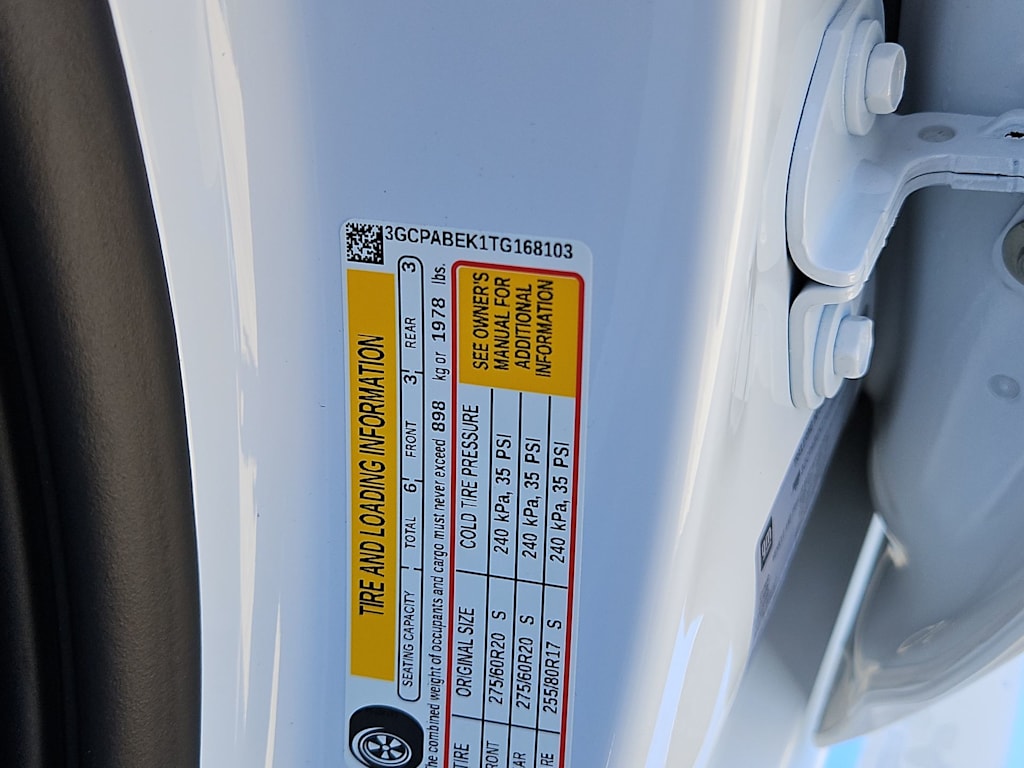 3GCPABEK1TG168103
TIRE AND LOADING INFORMATION
SEATING CAPACITY TOTAL 6 FRONT 3 REAR 3
The combined weight of occupants and cargo must never exceed 898 kg or 1978 lbs.
TIRE ORIGINAL SIZE COLD TIRE PRESSURE
FRONT 275/60R20 S 240 kPa, 35 PSI
REAR 275/60R20 S 240 kPa, 35 PSI
255/80R17 S 240 kPa, 35 PSI
SEE OWNER'S
MANUAL FOR
ADDITIONAL
INFORMATION